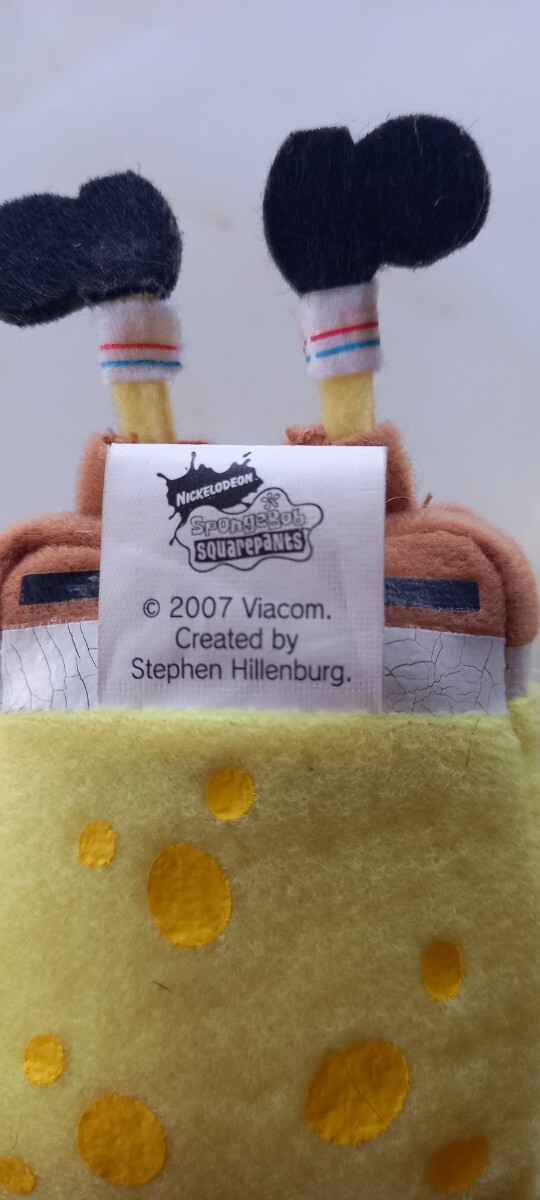 NICKELODEON
SpongeBob
SQUAREPANTS
© 2007 Viacom.
Created by
Stephen Hillenburg.